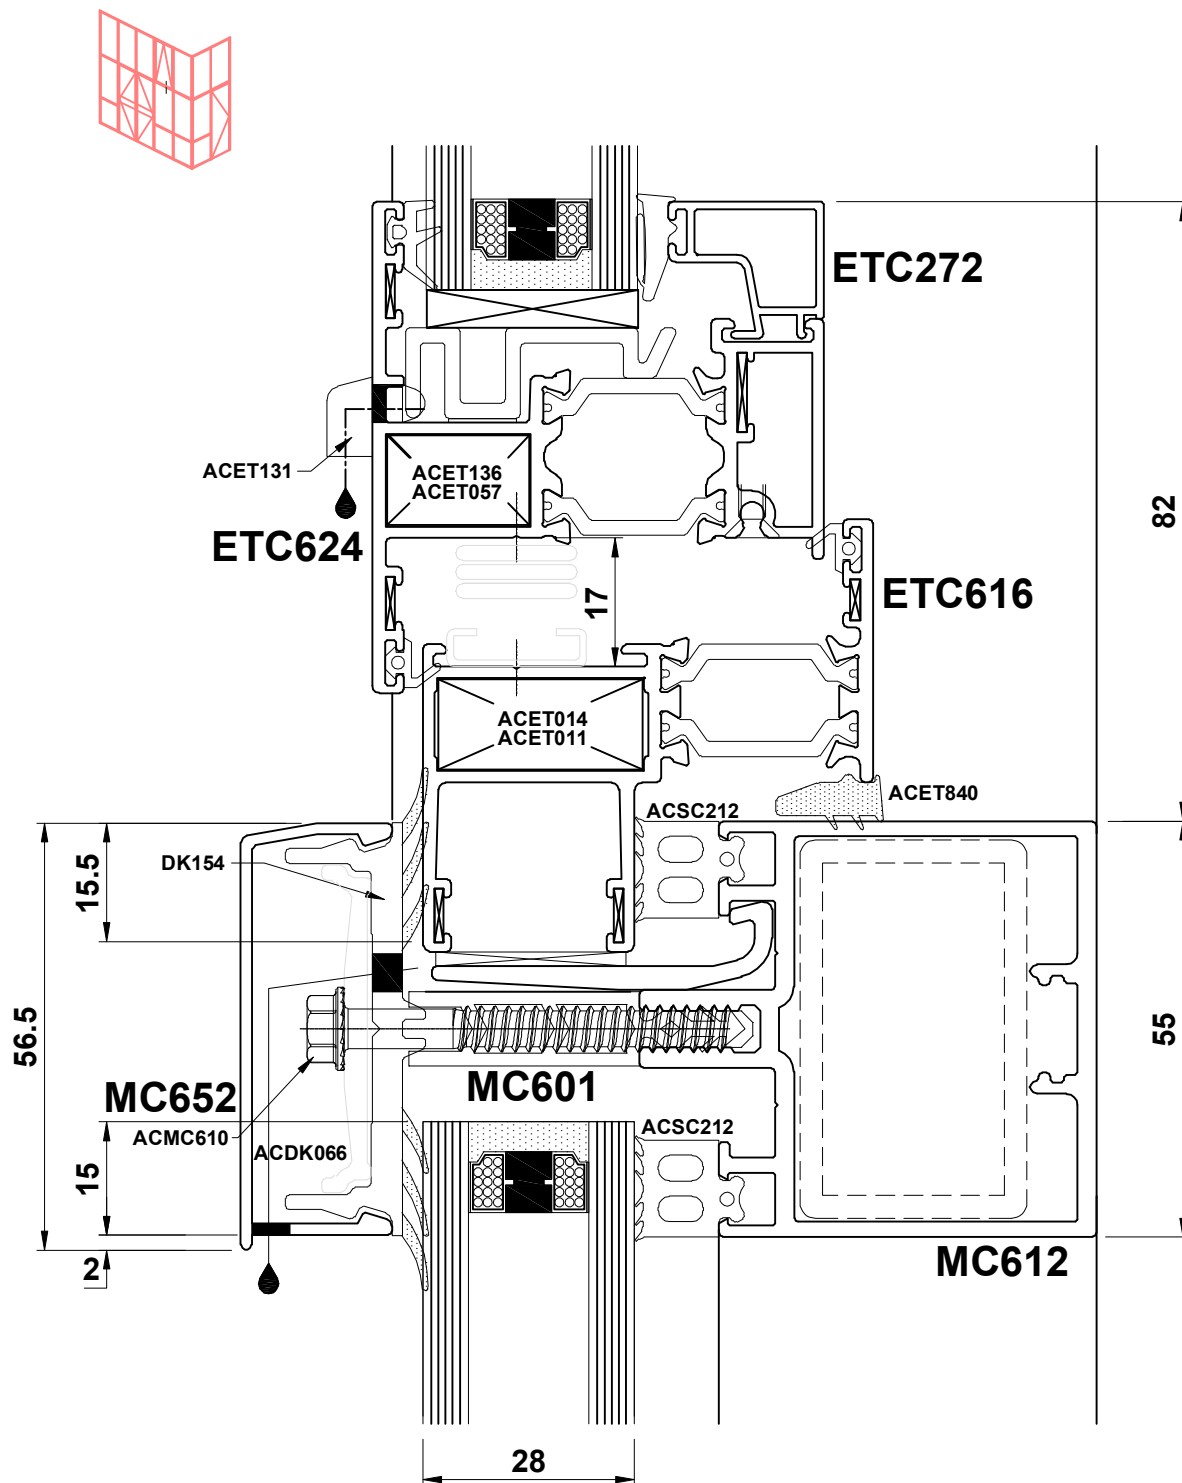 ETC272
ACET131
ACET136
ACET057
82
ETC624
ETC616
17
ACET014
ACET011
ACET840
ACSC212
15.5
DK154
56.5
55
MC652
MC601
ACMC610
ACDK066
ACSC212
15
MC612
2
28